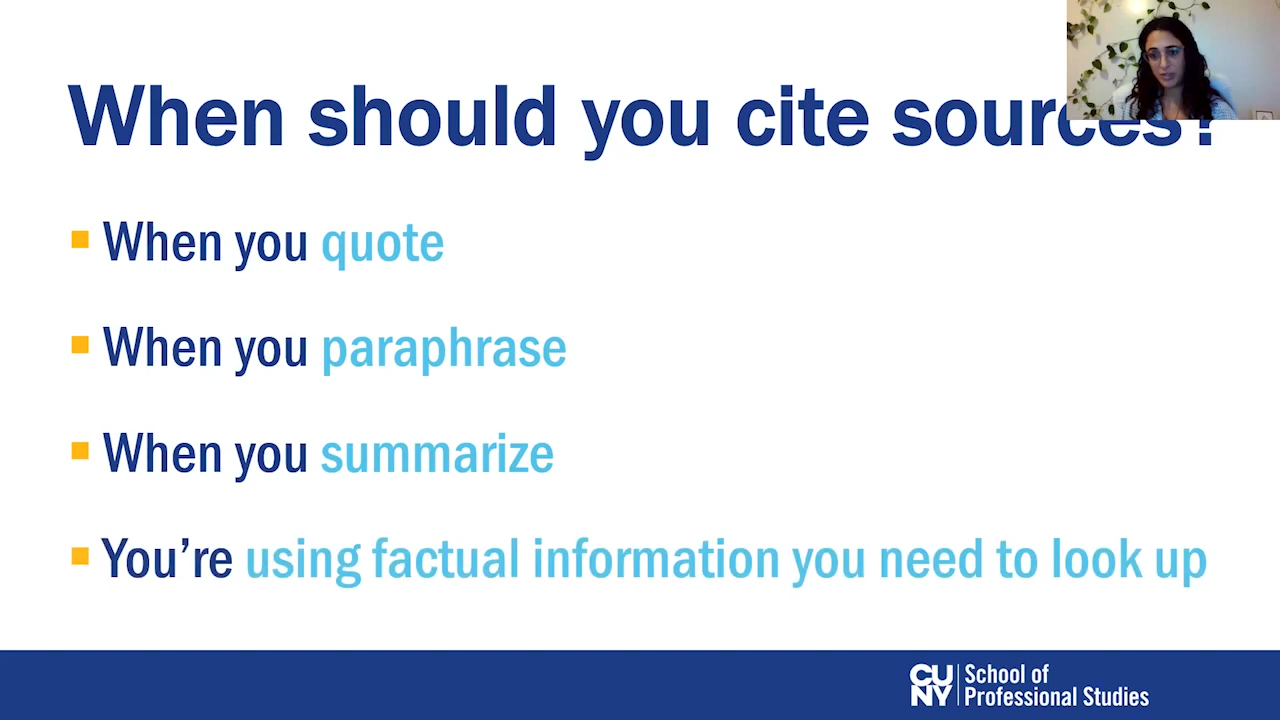 When should you cite sources?
When you quote
When you paraphrase
When you summarize
You’re using factual information you need to look up
CU
NY
School of
Professional Studies